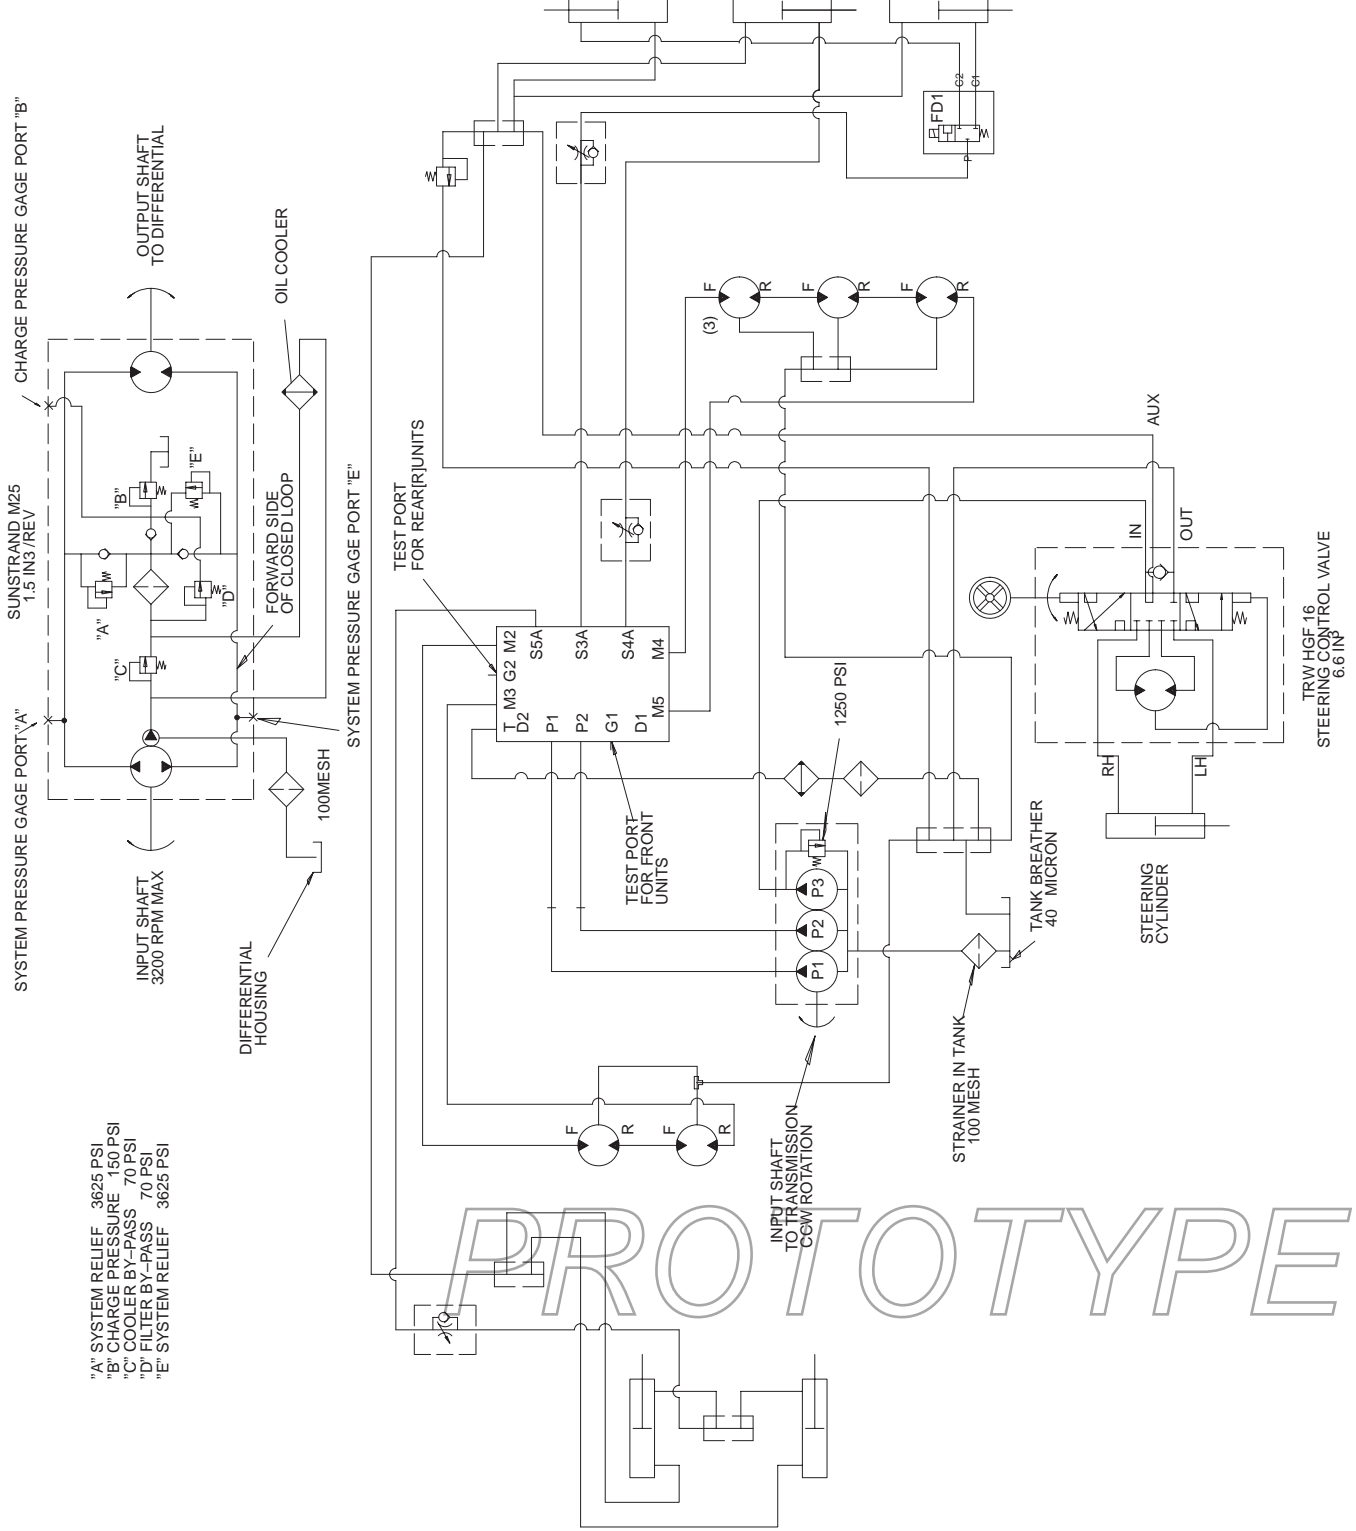 "A" SYSTEM RELIEF 3625 PSI
"B" CHARGE PRESSURE 150 PSI
"C" COOLER BY–PASS 70 PSI
"D" FILTER BY–PASS 70 PSI
"E" SYSTEM RELIEF 3625 PSI
SYSTEM PRESSURE GAGE PORT "A"
SUNSTRAND M25
1.5 IN3 /REV
CHARGE PRESSURE GAGE PORT "B"
INPUT SHAFT
3200 RPM MAX
OUTPUT SHAFT
TO DIFFERENTIAL
"A"
"B"
"C"
"D"
"E"
OIL COOLER
FORWARD SIDE
OF CLOSED LOOP
100MESH
DIFFERENTIAL
HOUSING
SYSTEM PRESSURE GAGE PORT "E"
TEST PORT
FOR REAR[R]UNITS
T
M3
G2
M2
D2
S5A
P1
P2
S3A
G1
S4A
D1
M5
M4
TEST PORT
FOR FRONT
UNITS
1250 PSI
P1
P2
P3
INPUT SHAFT
TO TRANSMISSION
CCW ROTATION
STRAINER IN TANK
100 MESH
TANK BREATHER
40 MICRON
F
R
F
R
(3)
F
R
F
R
F
R
FD1
C2
C1
P
AUX
IN
OUT
RH
LH
STEERING
CYLINDER
TRW HGF 16
STEERING CONTROL VALVE
6.6 IN3
PROTOTYPE